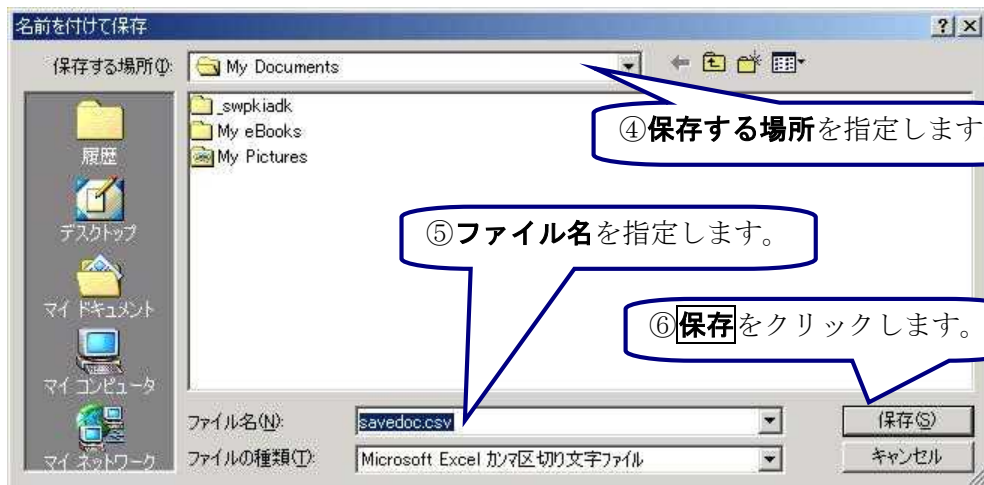 名前を付けて保存
保存する場所(I): My Documents
_swpkiadk
My eBooks
My Pictures
④保存する場所を指定します
履歴
デスクトップ
マイ ドキュメント
マイ コンピュータ
マイ ネットワーク
⑤ファイル名を指定します。
⑥保存をクリックします。
ファイル名(N): savedoc.csv 保存(S)
ファイルの種類(T): Microsoft Excel カンマ区切り文字ファイル キャンセル